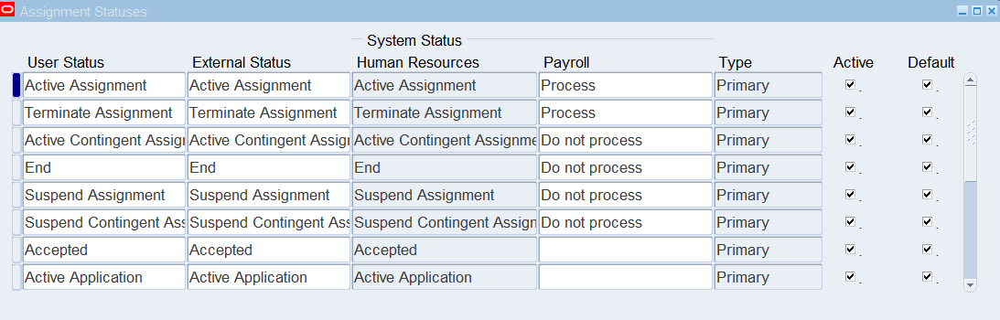 Assignment Statuses
System Status
User Status External Status Human Resources Payroll Type Active Default
Active Assignment Active Assignment Active Assignment Process Primary
Terminate Assignment Terminate Assignment Terminate Assignment Process Primary
Active Contingent Assign Active Contingent Assign Active Contingent Assignme Do not process Primary
End End End Do not process Primary
Suspend Assignment Suspend Assignment Suspend Assignment Do not process Primary
Suspend Contingent Ass Suspend Contingent Ass Suspend Contingent Assign Do not process Primary
Accepted Accepted Accepted Primary
Active Application Active Application Active Application Primary